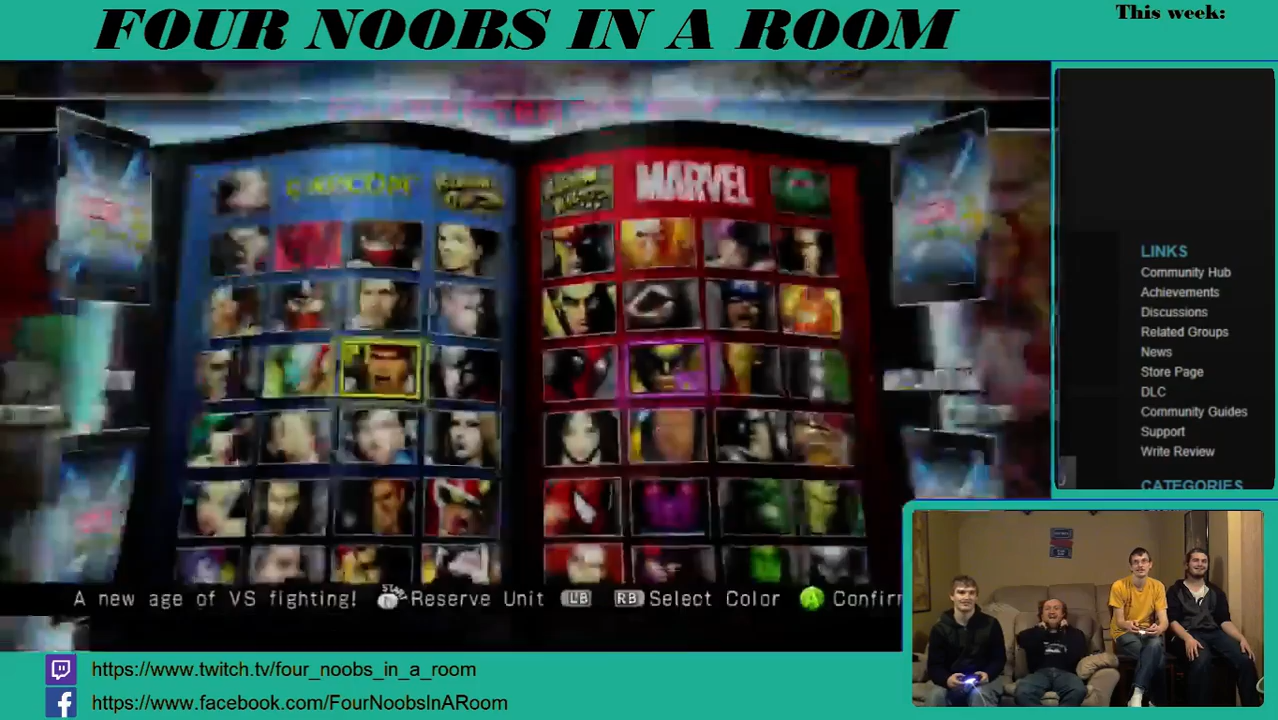 FOUR NOOBS IN A ROOM
This week:
CAPCOM
MARVEL
LINKS
Community Hub
Achievements
Discussions
Related Groups
News
Store Page
DLC
Community Guides
Support
Write Review
CATEGORIES
A new age of VS fighting! Reserve Unit LB RB Select Color A Confirm
https://www.twitch.tv/four_noobs_in_a_room
https://www.facebook.com/FourNoobsInARoom